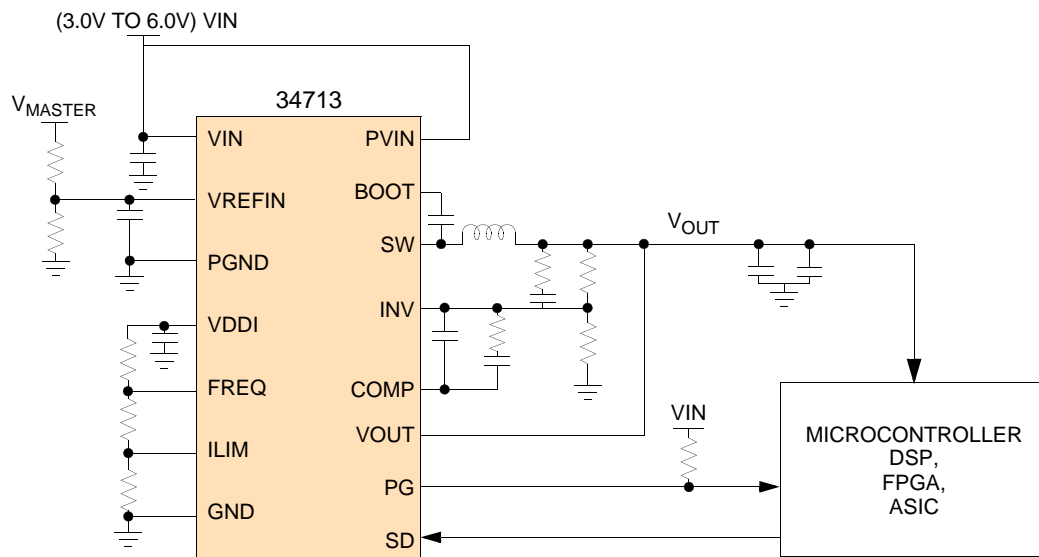 (3.0V TO 6.0V) VIN
34713
VMASTER
VIN
PVIN
BOOT
VREFIN
SW
VOUT
PGND
INV
VDDI
FREQ
COMP
VIN
VOUT
ILIM
MICROCONTROLLER
DSP,
FPGA,
ASIC
PG
GND
SD